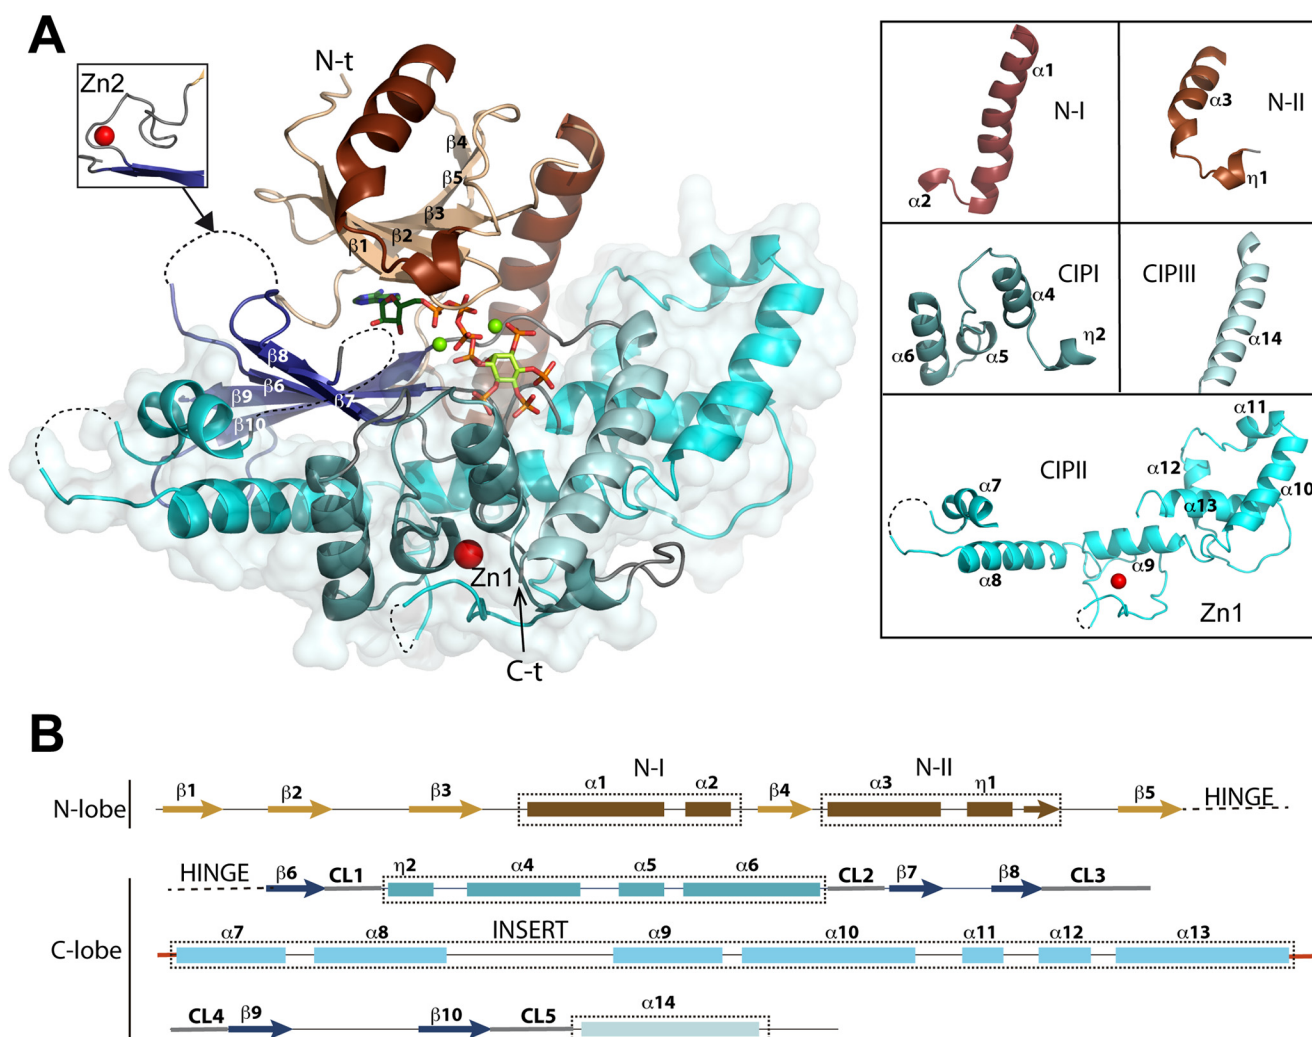 A
Zn2
N-t
β4
β5
β3
β2
β1
β8
β6
β9
β7
β10
Zn1
C-t
α1
N-I
α2
α3
N-II
η1
CIPI
α4
η2
α6
α5
CIPIII
α14
CIPII
α11
α12
α7
α10
α13
α9
α8
Zn1
B
N-I
N-II
N-lobe
β1 β2 β3 α1 α2 β4 α3 η1 β5 HINGE
HINGE β6 CL1 η2 α4 α5 α6 CL2 β7 β8 CL3
C-lobe
α7 α8 INSERT α9 α10 α11 α12 α13
CL4 β9 β10 CL5 α14